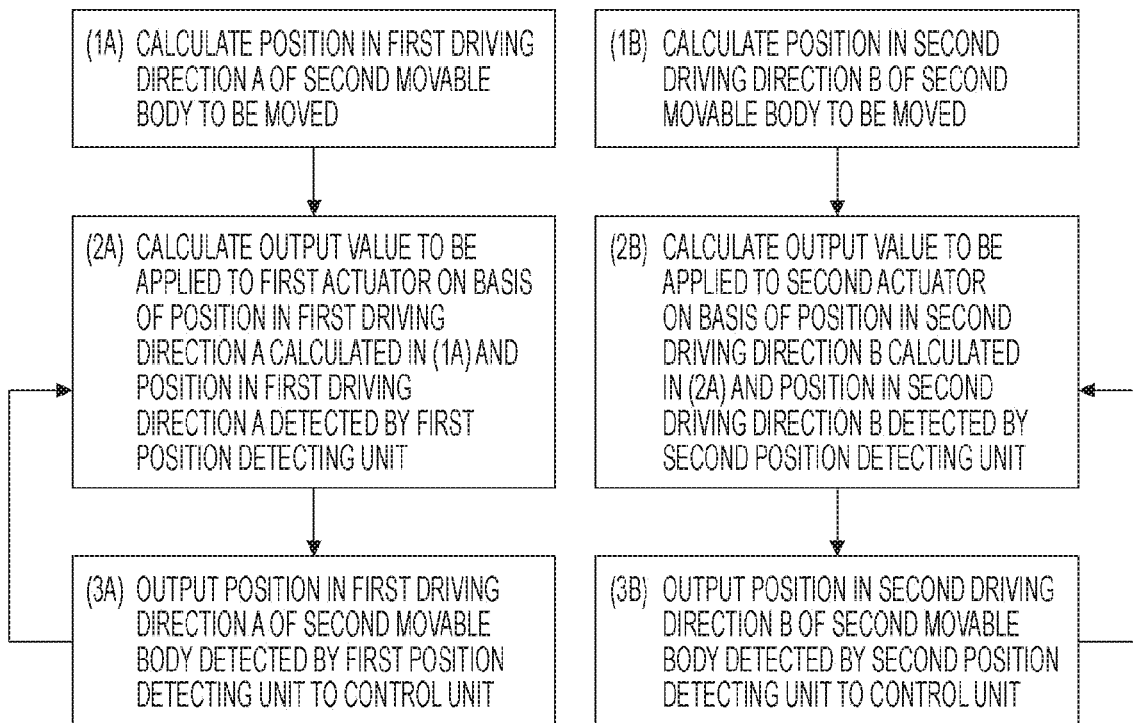 (1A) CALCULATE POSITION IN FIRST DRIVING
DIRECTION A OF SECOND MOVABLE
BODY TO BE MOVED
(2A) CALCULATE OUTPUT VALUE TO BE
APPLIED TO FIRST ACTUATOR ON BASIS
OF POSITION IN FIRST DRIVING
DIRECTION A CALCULATED IN (1A) AND
POSITION IN FIRST DRIVING
DIRECTION A DETECTED BY FIRST
POSITION DETECTING UNIT
(3A) OUTPUT POSITION IN FIRST DRIVING
DIRECTION A OF SECOND MOVABLE
BODY DETECTED BY FIRST POSITION
DETECTING UNIT TO CONTROL UNIT
(1B) CALCULATE POSITION IN SECOND
DRIVING DIRECTION B OF SECOND
MOVABLE BODY TO BE MOVED
(2B) CALCULATE OUTPUT VALUE TO BE
APPLIED TO SECOND ACTUATOR
ON BASIS OF POSITION IN SECOND
DRIVING DIRECTION B CALCULATED
IN (2A) AND POSITION IN SECOND
DRIVING DIRECTION B DETECTED BY
SECOND POSITION DETECTING UNIT
(3B) OUTPUT POSITION IN SECOND DRIVING
DIRECTION B OF SECOND MOVABLE
BODY DETECTED BY SECOND POSITION
DETECTING UNIT TO CONTROL UNIT